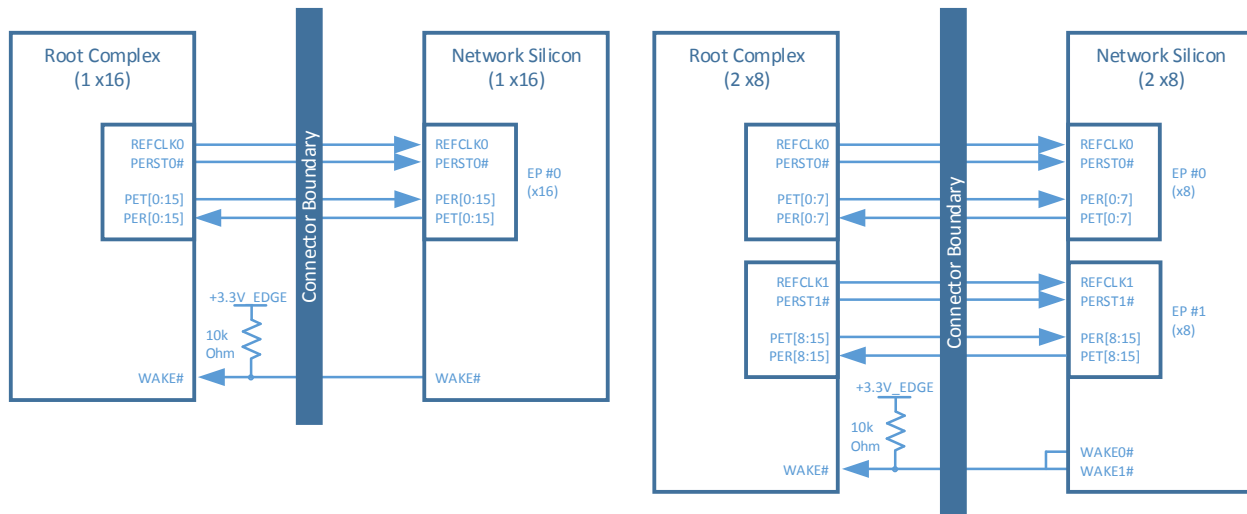 Root Complex
(1 x16)
REFCLK0
PERST0#
PET[0:15]
PER[0:15]
+3.3V_EDGE
10k
Ohm
WAKE#
Connector Boundary
Network Silicon
(1 x16)
REFCLK0
PERST0#
PER[0:15]
PET[0:15]
EP #0
(x16)
WAKE#
Root Complex
(2 x8)
REFCLK0
PERST0#
PET[0:7]
PER[0:7]
REFCLK1
PERST1#
PET[8:15]
PER[8:15]
+3.3V_EDGE
10k
Ohm
WAKE#
Connector Boundary
Network Silicon
(2 x8)
REFCLK0
PERST0#
PER[0:7]
PET[0:7]
EP #0
(x8)
REFCLK1
PERST1#
PER[8:15]
PET[8:15]
EP #1
(x8)
WAKE0#
WAKE1#